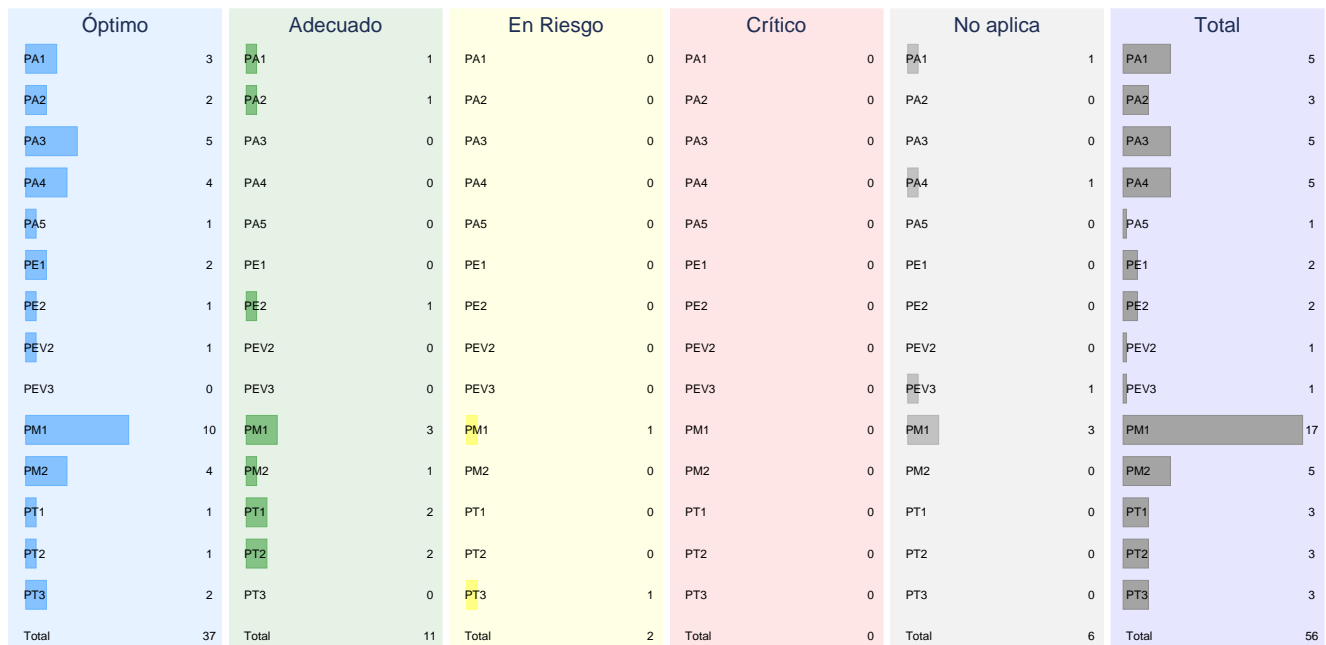 Óptimo Adecuado En Riesgo Crítico No aplica Total
PA1 3 PA1 1 PA1 0 PA1 0 PA1 1 PA1 5
PA2 2 PA2 1 PA2 0 PA2 0 PA2 0 PA2 3
PA3 5 PA3 0 PA3 0 PA3 0 PA3 0 PA3 5
PA4 4 PA4 0 PA4 0 PA4 0 PA4 1 PA4 5
PA5 1 PA5 0 PA5 0 PA5 0 PA5 0 PA5 1
PE1 2 PE1 0 PE1 0 PE1 0 PE1 0 PE1 2
PE2 1 PE2 1 PE2 0 PE2 0 PE2 0 PE2 2
PEV2 1 PEV2 0 PEV2 0 PEV2 0 PEV2 0 PEV2 1
PEV3 0 PEV3 0 PEV3 0 PEV3 0 PEV3 1 PEV3 1
PM1 10 PM1 3 PM1 1 PM1 0 PM1 3 PM1 17
PM2 4 PM2 1 PM2 0 PM2 0 PM2 0 PM2 5
PT1 1 PT1 2 PT1 0 PT1 0 PT1 0 PT1 3
PT2 1 PT2 2 PT2 0 PT2 0 PT2 0 PT2 3
PT3 2 PT3 0 PT3 1 PT3 0 PT3 0 PT3 3
Total 37 Total 11 Total 2 Total 0 Total 6 Total 56